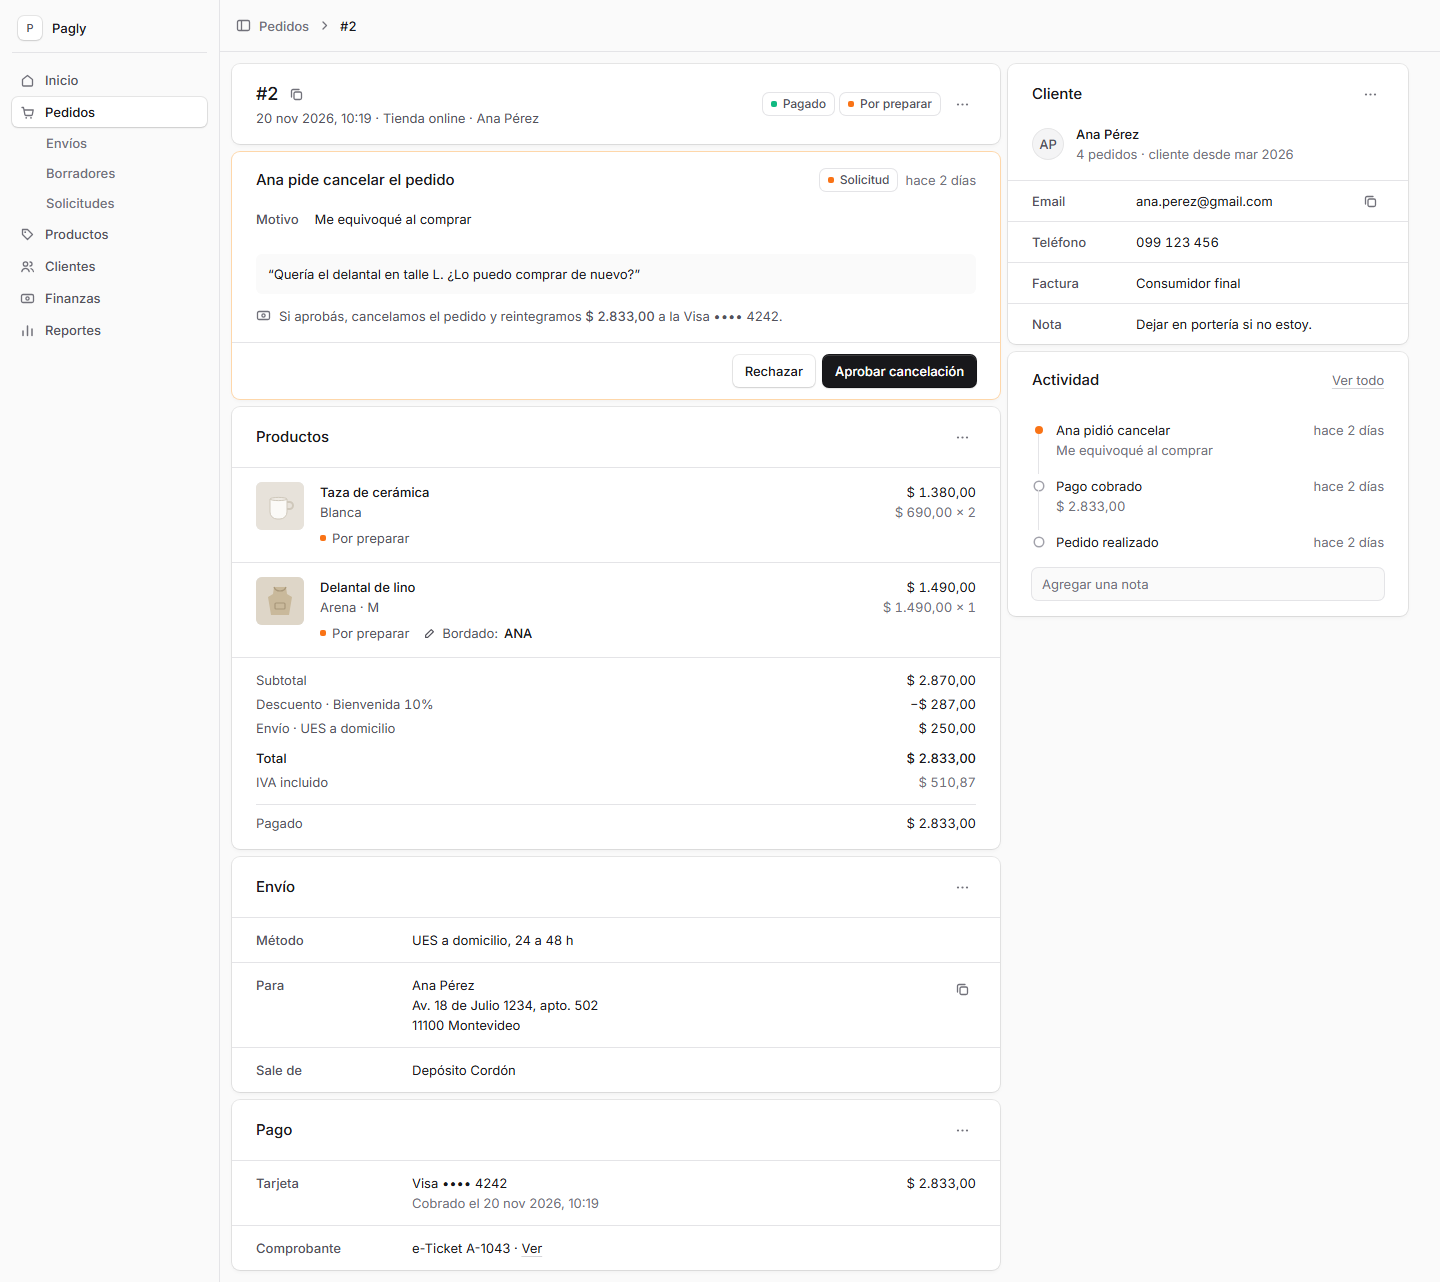 P Pagly
Inicio
Pedidos
Envíos
Borradores
Solicitudes
Productos
Clientes
Finanzas
Reportes
Pedidos > #2
#2
20 nov 2026, 10:19 · Tienda online · Ana Pérez
Pagado
Por preparar
Ana pide cancelar el pedido
Solicitud
hace 2 días
Motivo Me equivoqué al comprar
“Quería el delantal en talle L. ¿Lo puedo comprar de nuevo?”
Si aprobás, cancelamos el pedido y reintegramos $ 2.833,00 a la Visa •••• 4242.
Rechazar
Aprobar cancelación
Productos
Taza de cerámica $ 1.380,00
Blanca $ 690,00 × 2
Por preparar
Delantal de lino $ 1.490,00
Arena · M $ 1.490,00 × 1
Por preparar Bordado: ANA
Subtotal $ 2.870,00
Descuento · Bienvenida 10% −$ 287,00
Envío · UES a domicilio $ 250,00
Total $ 2.833,00
IVA incluido $ 510,87
Pagado $ 2.833,00
Envío
Método UES a domicilio, 24 a 48 h
Para Ana Pérez
Av. 18 de Julio 1234, apto. 502
11100 Montevideo
Sale de Depósito Cordón
Pago
Tarjeta Visa •••• 4242 $ 2.833,00
Cobrado el 20 nov 2026, 10:19
Comprobante e-Ticket A-1043 · Ver
Cliente
AP
Ana Pérez
4 pedidos · cliente desde mar 2026
Email ana.perez@gmail.com
Teléfono 099 123 456
Factura Consumidor final
Nota Dejar en portería si no estoy.
Actividad Ver todo
Ana pidió cancelar hace 2 días
Me equivoqué al comprar
Pago cobrado hace 2 días
$ 2.833,00
Pedido realizado hace 2 días
Agregar una nota